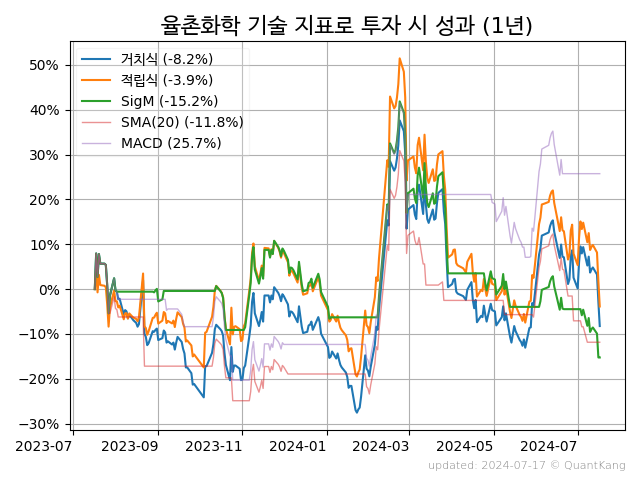 율촌화학 기술 지표로 투자 시 성과 (1년)
거치식 (-8.2%)
적립식 (-3.9%)
SigM (-15.2%)
SMA(20) (-11.8%)
MACD (25.7%)
50%
40%
30%
20%
10%
0%
−10%
−20%
−30%
2023-07 2023-09 2023-11 2024-01 2024-03 2024-05 2024-07
updated: 2024-07-17 © QuantKang